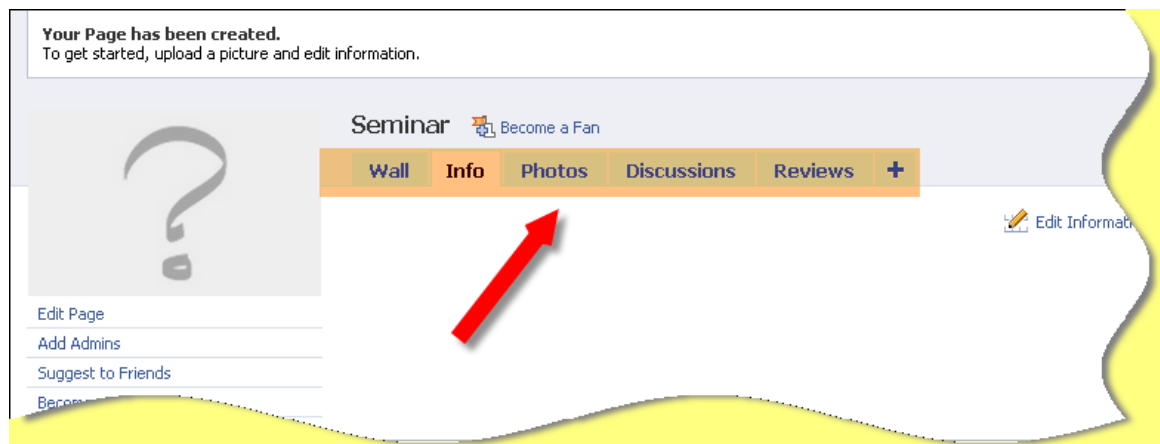 Your Page has been created.
To get started, upload a picture and edit information.
Seminar Become a Fan
Wall Info Photos Discussions Reviews +
Edit
Edit Page
Add Admins
Suggest to Friends